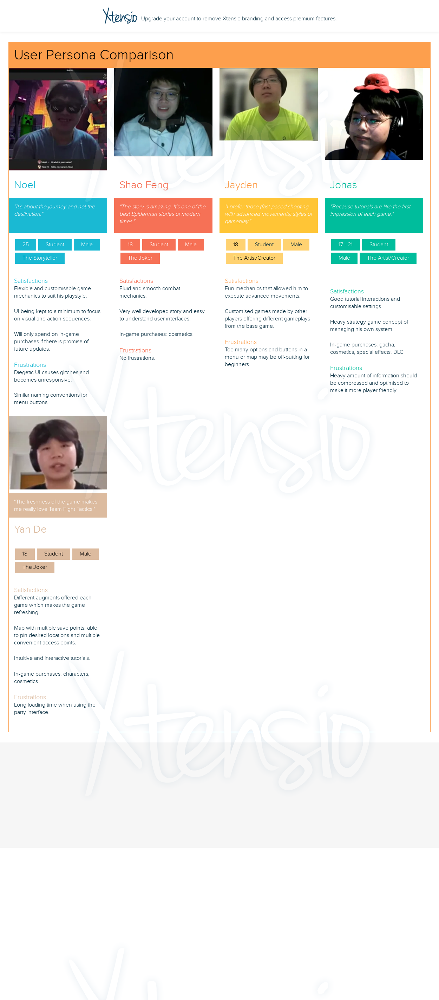 Xtensio
Upgrade your account to remove Xtensio branding and access premium features.
User Persona Comparison
Noel
"It's about the journey and not the
destination."
25
Student
Male
The Storyteller
Satisfactions
Flexible and customisable game
mechanics to suit his playstyle.
UI being kept to a minimum to focus
on visual and action sequences.
Will only spend on in-game
purchases if there is promise of
future updates.
Frustrations
Diegetic UI causes glitches and
becomes unresponsive.
Similar naming conventions for
menu buttons.
Shao Feng
"The story is amazing. It's one of the
best Spiderman stories of modern
times."
18
Student
Male
The Joker
Satisfactions
Fluid and smooth combat
mechanics.
Very well developed story and easy
to understand user interfaces.
In-game purchases: cosmetics
Frustrations
No frustrations.
Jayden
"I prefer those (fast-paced shooting
with advanced movements) styles of
gameplay."
18
Student
Male
The Artist/Creator
Satisfactions
Fun mechanics that allowed him to
execute advanced movements.
Customised games made by other
players offering different gameplays
from the base game.
Frustrations
Too many options and buttons in a
menu or map may be off-putting for
beginners.
Jonas
"Because tutorials are like the first
impression of each game."
17 - 21
Student
Male
The Artist/Creator
Satisfactions
Good tutorial interactions and
customisable settings.
Heavy strategy game concept of
managing his own system.
In-game purchases: gacha,
cosmetics, special effects, DLC
Frustrations
Heavy amount of information should
be compressed and optimised to
make it more player friendly.
"The freshness of the game makes
me really love Team Fight Tactics."
Yan De
18
Student
Male
The Joker
Satisfactions
Different augments offered each
game which makes the game
refreshing.
Map with multiple save points, able
to pin desired locations and multiple
convenient access points.
Intuitive and interactive tutorials.
In-game purchases: characters,
cosmetics
Frustrations
Long loading time when using the
party interface.
Xtensio
Xtensio
Xtensio